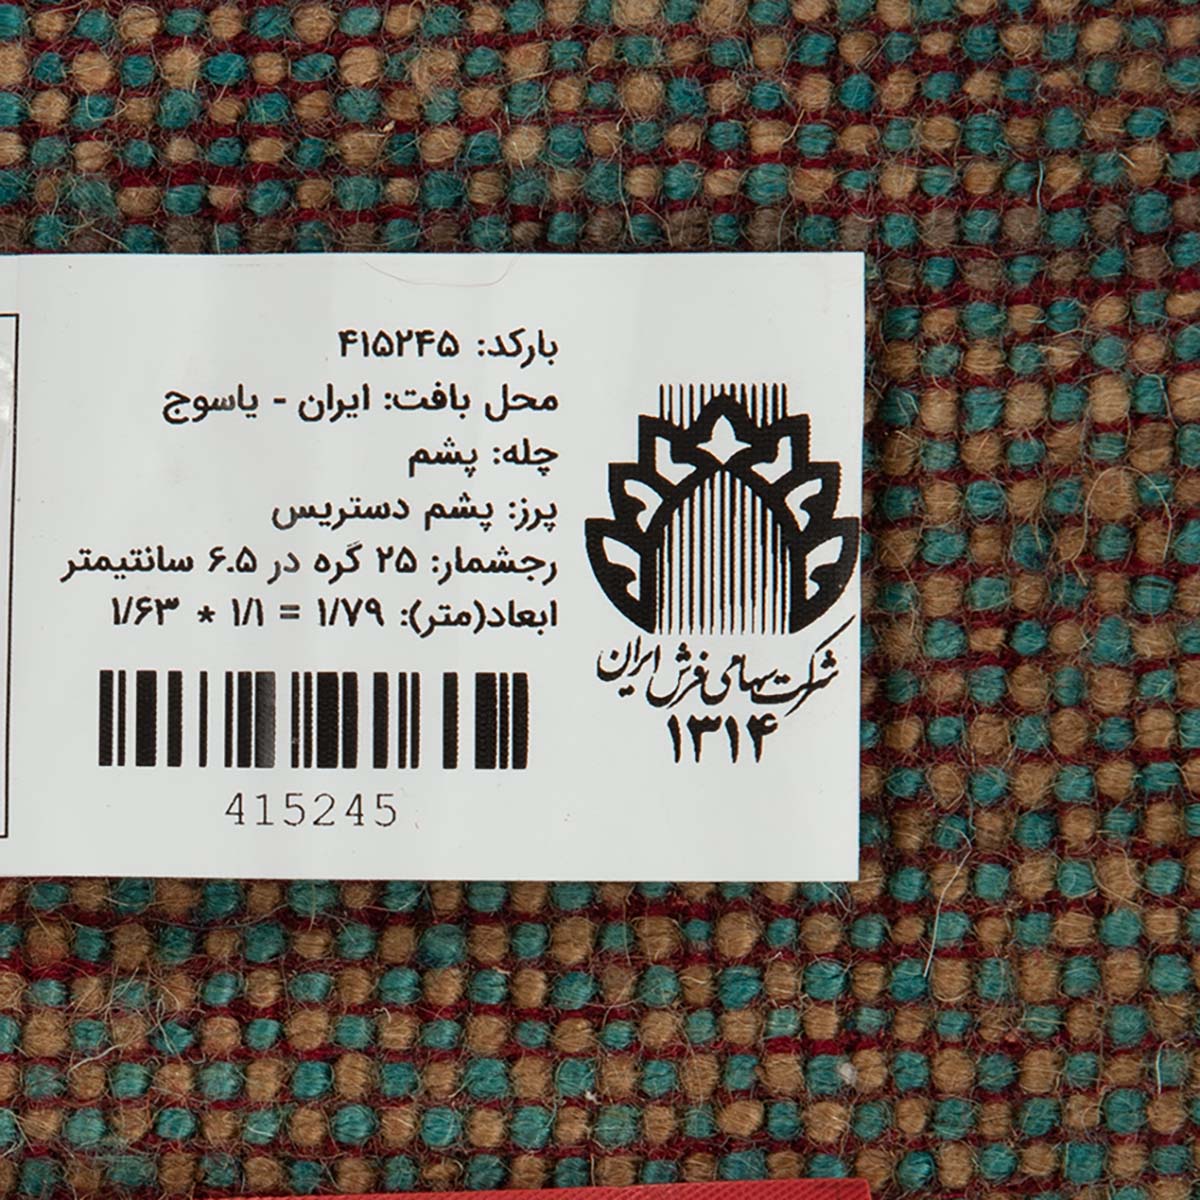 بارکد: ۴۱۵۲۴۵
محل بافت: ایران - یاسوج
چله: پشم
پرز: پشم دستریس
رجشمار: ۲۵ گره در ۶.۵ سانتیمتر
ابعاد(متر): ۱/۷۹ = ۱/۱ * ۱/۶۳
415245
شرکت سهامی فرش ایران
۱۳۱۴